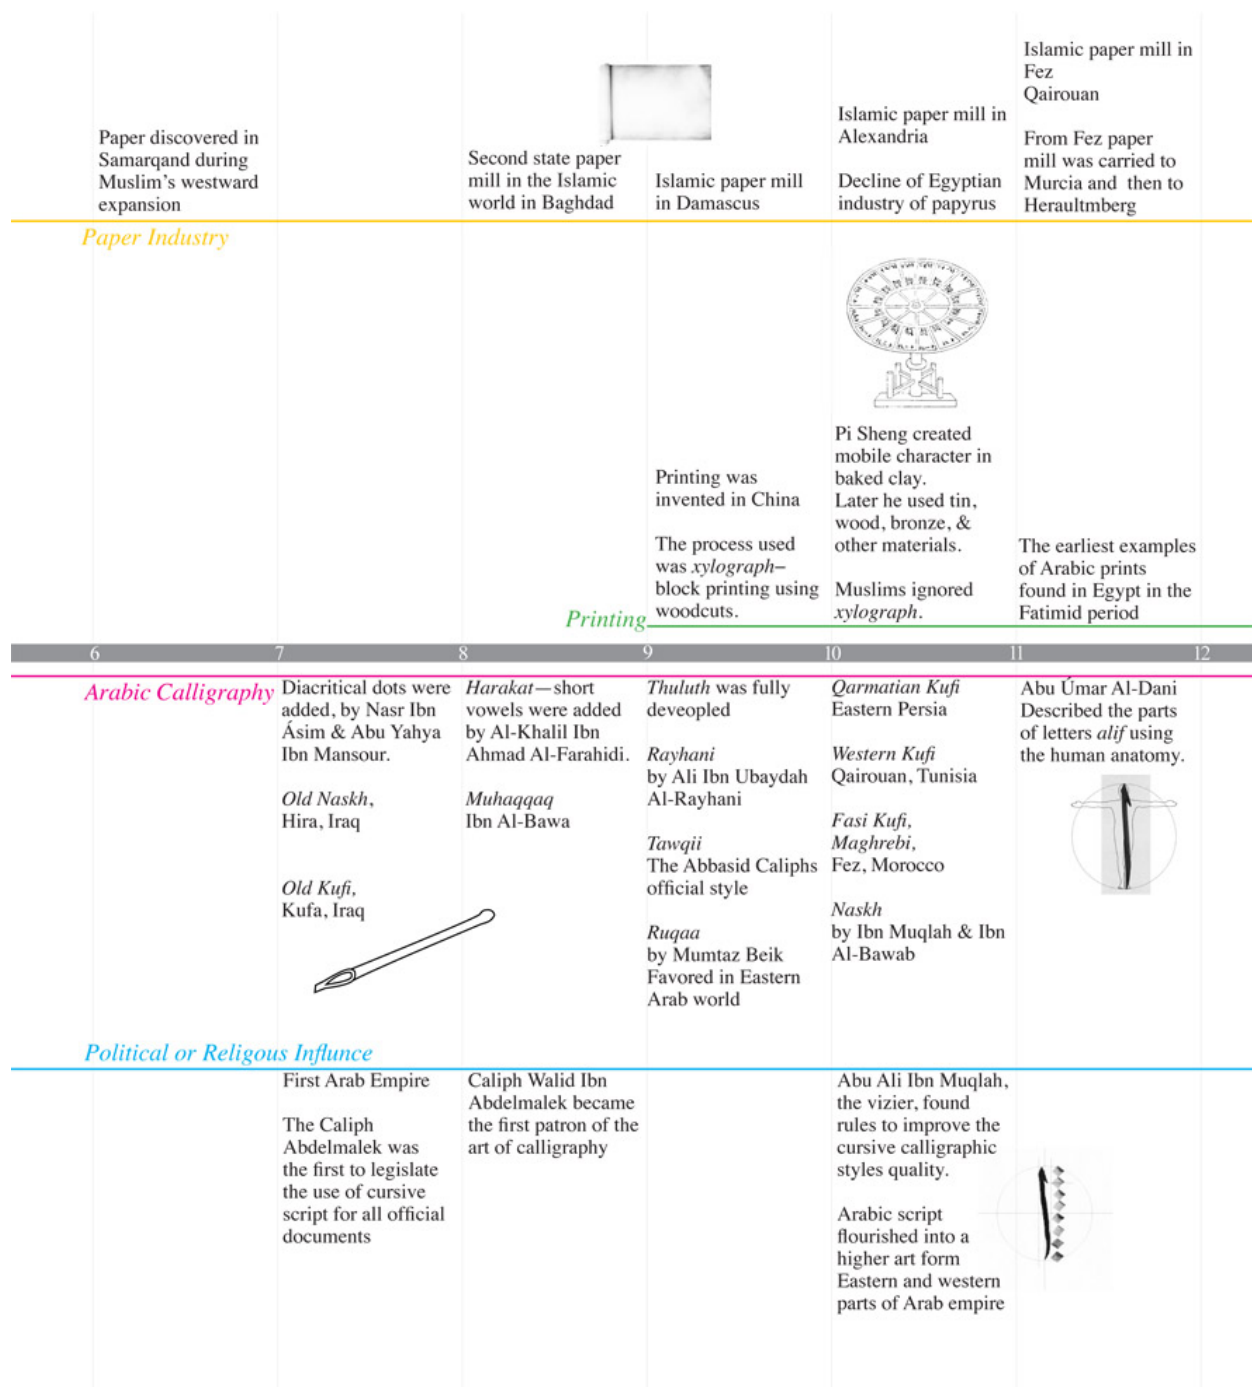 Paper discovered in
Samarqand during
Muslim's westward
expansion
Second state paper
mill in the Islamic
world in Baghdad
Islamic paper mill
in Damascus
Islamic paper mill in
Alexandria
Decline of Egyptian
industry of papyrus
Islamic paper mill in
Fez
Qairouan
From Fez paper
mill was carried to
Murcia and then to
Heraultmberg
Paper Industry
Printing was
invented in China
The process used
was xylograph–
block printing using
woodcuts.
Pi Sheng created
mobile character in
baked clay.
Later he used tin,
wood, bronze, &
other materials.
Muslims ignored
xylograph.
The earliest examples
of Arabic prints
found in Egypt in the
Fatimid period
Printing
6 7 8 9 10 11 12
Arabic Calligraphy
Diacritical dots were
added, by Nasr Ibn
Ásim & Abu Yahya
Ibn Mansour.
Old Naskh,
Hira, Iraq
Old Kufi,
Kufa, Iraq
Harakat—short
vowels were added
by Al-Khalil Ibn
Ahmad Al-Farahidi.
Muhaqqaq
Ibn Al-Bawa
Thuluth was fully
deveopled
Rayhani
by Ali Ibn Ubaydah
Al-Rayhani
Tawqii
The Abbasid Caliphs
official style
Ruqaa
by Mumtaz Beik
Favored in Eastern
Arab world
Qarmatian Kufi
Eastern Persia
Western Kufi
Qairouan, Tunisia
Fasi Kufi,
Maghrebi,
Fez, Morocco
Naskh
by Ibn Muqlah & Ibn
Al-Bawab
Abu Úmar Al-Dani
Described the parts
of letters alif using
the human anatomy.
Political or Religous Influnce
First Arab Empire
The Caliph
Abdelmalek was
the first to legislate
the use of cursive
script for all official
documents
Caliph Walid Ibn
Abdelmalek became
the first patron of the
art of calligraphy
Abu Ali Ibn Muqlah,
the vizier, found
rules to improve the
cursive calligraphic
styles quality.
Arabic script
flourished into a
higher art form
Eastern and western
parts of Arab empire